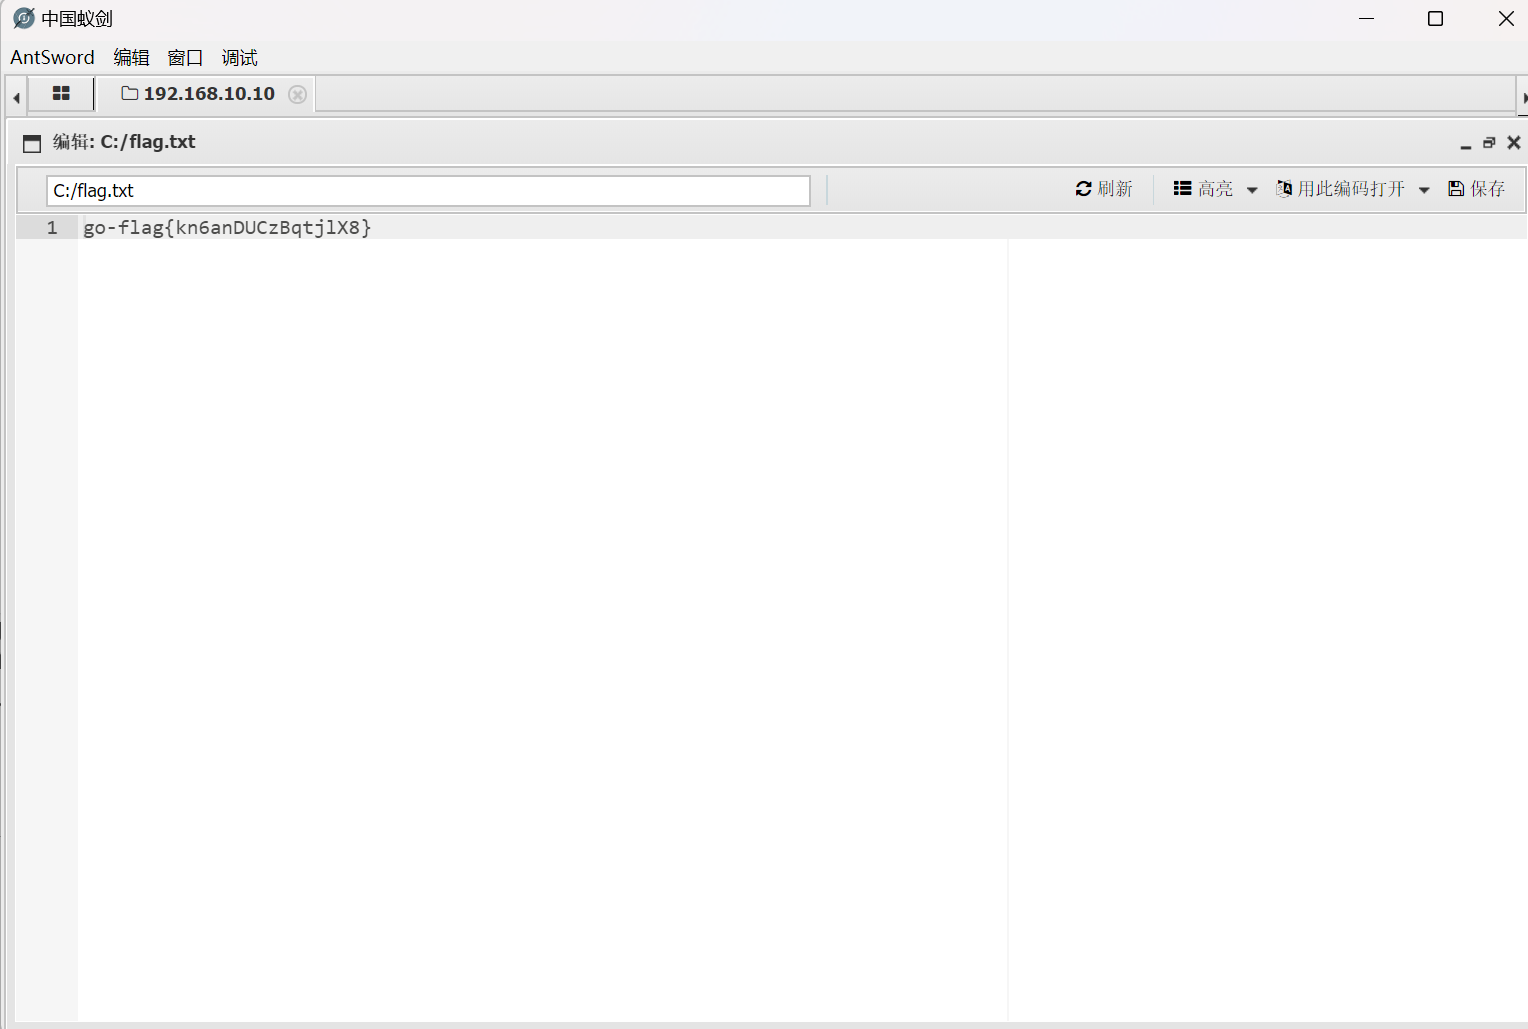 中国蚁剑
AntSword 编辑 窗口 调试
192.168.10.10
编辑: C:/flag.txt
C:/flag.txt 刷新 高亮 用此编码打开 保存
1 go-flag{kn6anDUCzBqtjlX8}